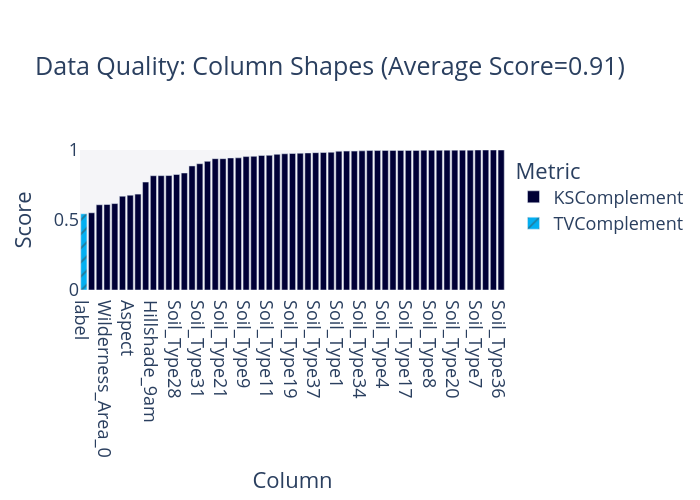 Data Quality: Column Shapes (Average Score=0.91)
Score
1
0.5
0
label
Wilderness_Area_0
Aspect
Hillshade_9am
Soil_Type28
Soil_Type31
Soil_Type21
Soil_Type9
Soil_Type11
Soil_Type19
Soil_Type37
Soil_Type1
Soil_Type34
Soil_Type4
Soil_Type17
Soil_Type8
Soil_Type20
Soil_Type7
Soil_Type36
Column
Metric
KSComplement
TVComplement